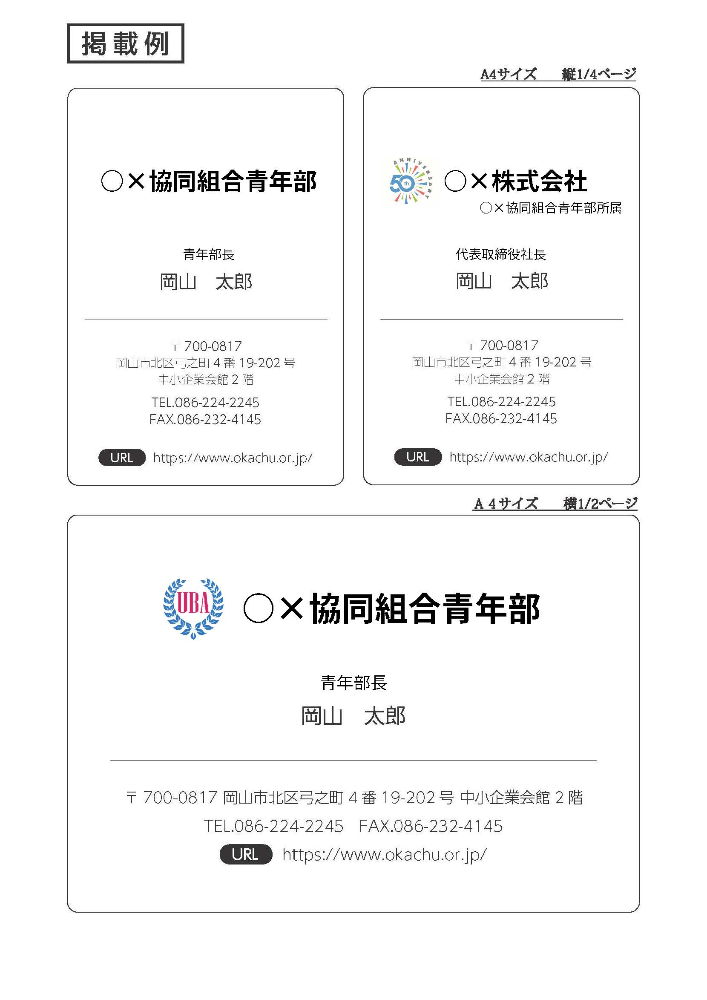 掲載例
A4サイズ　縦1/4ページ
○×協同組合青年部
青年部長
岡山　太郎
〒700-0817
岡山市北区弓之町4番19-202号
中小企業会館2階
TEL.086-224-2245
FAX.086-232-4145
URL https://www.okachu.or.jp/
ANNIVERSARY
50th
○×株式会社
○×協同組合青年部所属
代表取締役社長
岡山　太郎
〒700-0817
岡山市北区弓之町4番19-202号
中小企業会館2階
TEL.086-224-2245
FAX.086-232-4145
URL https://www.okachu.or.jp/
A４サイズ　横1/2ページ
UBA
○×協同組合青年部
青年部長
岡山　太郎
〒700-0817 岡山市北区弓之町4番19-202号 中小企業会館2階
TEL.086-224-2245　FAX.086-232-4145
URL https://www.okachu.or.jp/